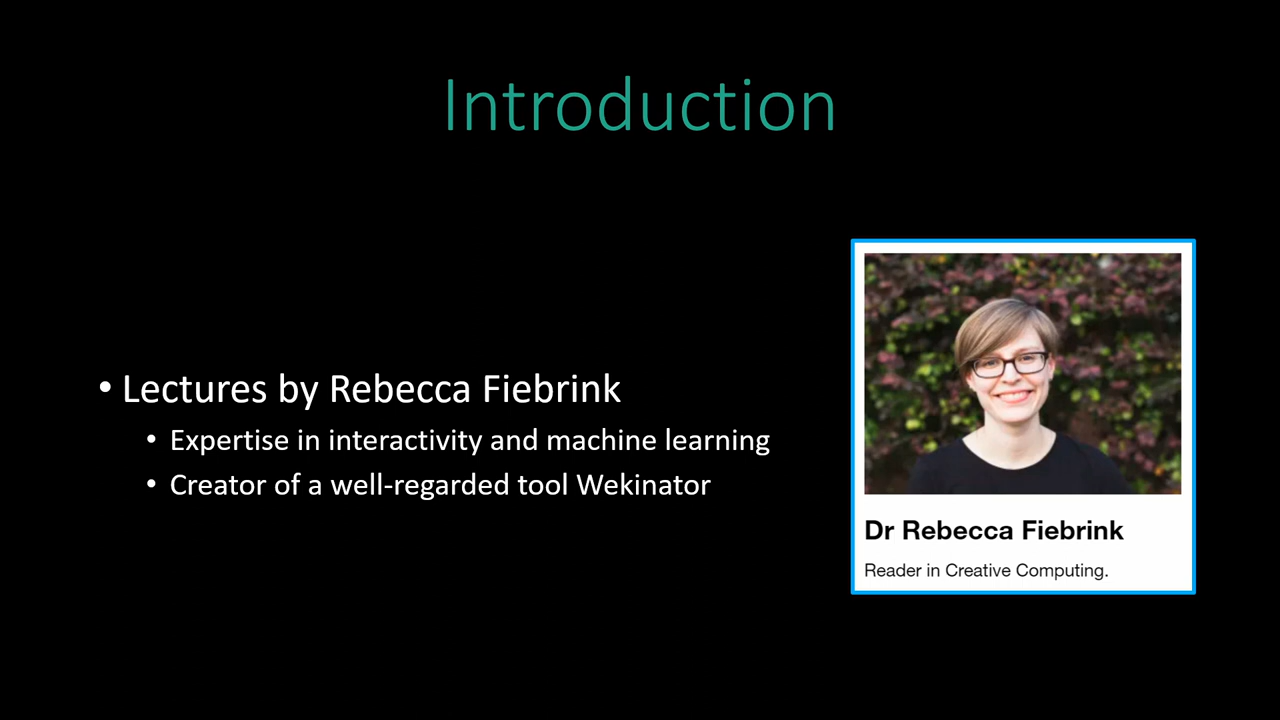 Introduction
• Lectures by Rebecca Fiebrink
• Expertise in interactivity and machine learning
• Creator of a well-regarded tool Wekinator
Dr Rebecca Fiebrink
Reader in Creative Computing.